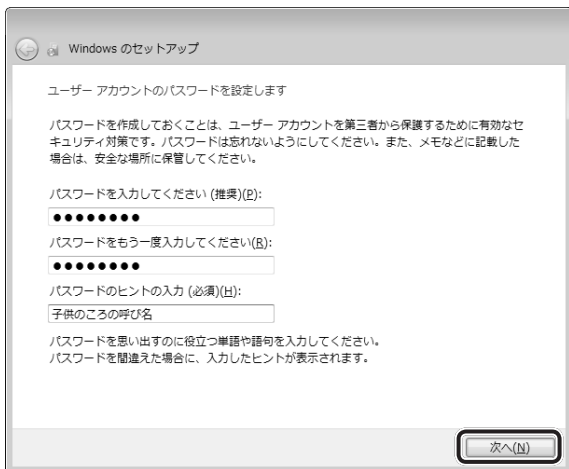 Windows のセットアップ
ユーザー アカウントのパスワードを設定します
パスワードを作成しておくことは、ユーザー アカウントを第三者から保護するために有効なセ
キュリティ対策です。パスワードは忘れないようにしてください。また、メモなどに記載した
場合は、安全な場所に保管してください。
パスワードを入力してください (推奨)(P):
●●●●●●●●
パスワードをもう一度入力してください(R):
●●●●●●●●
パスワードのヒントの入力 (必須)(H):
子供のころの呼び名
パスワードを思い出すのに役立つ単語や語句を入力してください。
パスワードを間違えた場合に、入力したヒントが表示されます。
次へ(N)